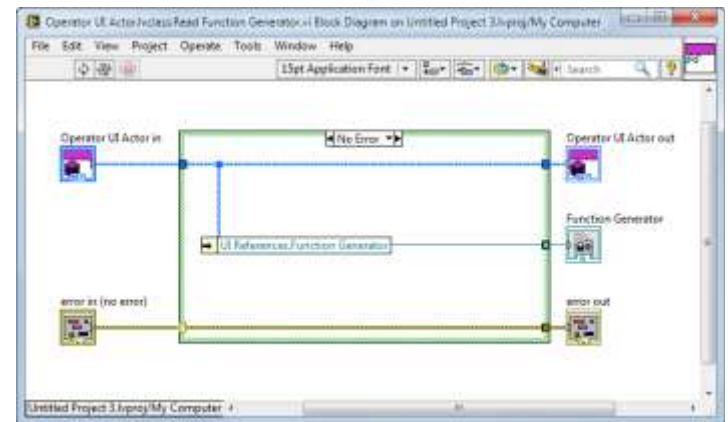 Operator UI Actor.lvclass:Read Function Generator.vi Block Diagram on Untitled Project 3.lvproj/My Computer
File Edit View Project Operate Tools Window Help
15pt Application Font
Search
Operator UI Actor in
No Error
Operator UI Actor out
Function Generator
UI References.Function Generator
error in (no error)
error out
Untitled Project 3.lvproj/My Computer